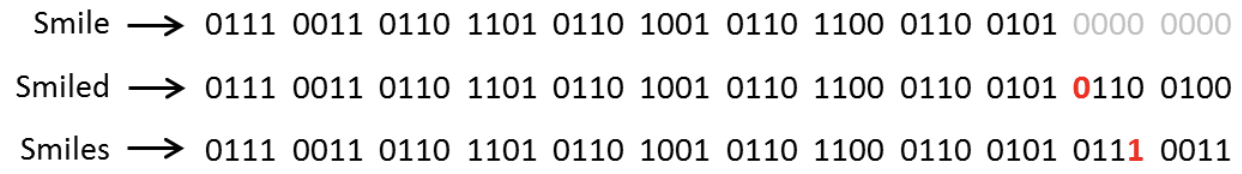 Smile → 0111 0011 0110 1101 0110 1001 0110 1100 0110 0101 0000 0000
Smiled → 0111 0011 0110 1101 0110 1001 0110 1100 0110 0101 0110 0100
Smiles → 0111 0011 0110 1101 0110 1001 0110 1100 0110 0101 0111 0011